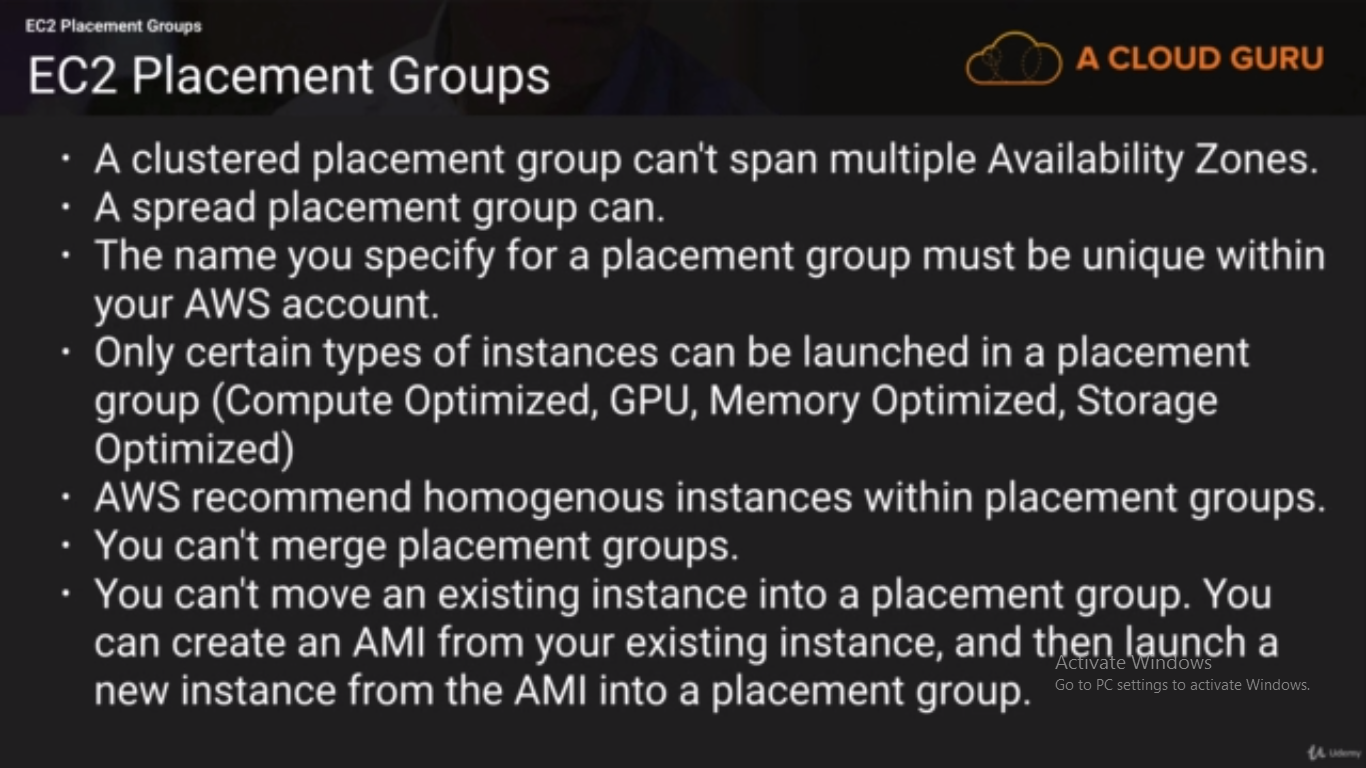 EC2 Placement Groups
EC2 Placement Groups
A CLOUD GURU
· A clustered placement group can't span multiple Availability Zones.
· A spread placement group can.
· The name you specify for a placement group must be unique within
your AWS account.
· Only certain types of instances can be launched in a placement
group (Compute Optimized, GPU, Memory Optimized, Storage
Optimized)
· AWS recommend homogenous instances within placement groups.
· You can't merge placement groups.
· You can't move an existing instance into a placement group. You
can create an AMI from your existing instance, and then launch a
new instance from the AMI into a placement group.
Activate Windows
Go to PC settings to activate Windows.
Udemy